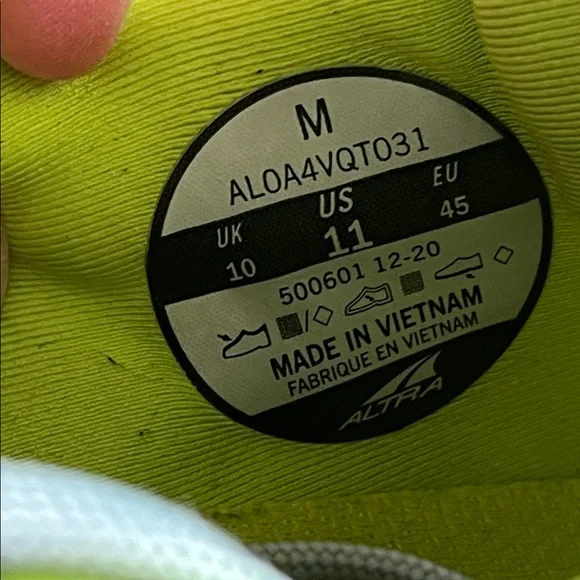 M
AL0A4VQT031
UK US EU
10 11 45
500601 12-20
MADE IN VIETNAM
FABRIQUE EN VIETNAM
ALTRA